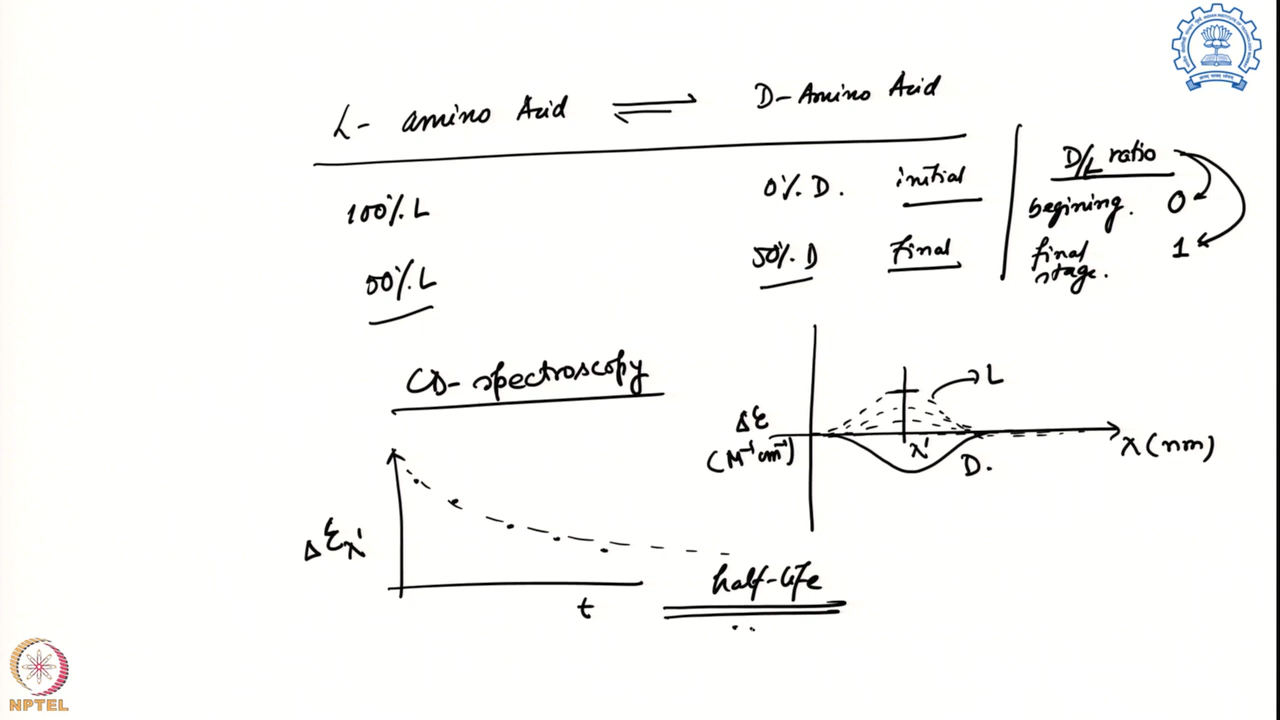 L- amino Acid ⇌ D-Amino Acid
100% L 0% D. initial
50% L 50% D Final
D/L ratio
begining. 0
final 1
stage.
CD-spectroscopy
L
Δε
(M⁻¹cm⁻¹)
λ'
D.
λ(nm)
Δελ'
t
half-life
NPTEL